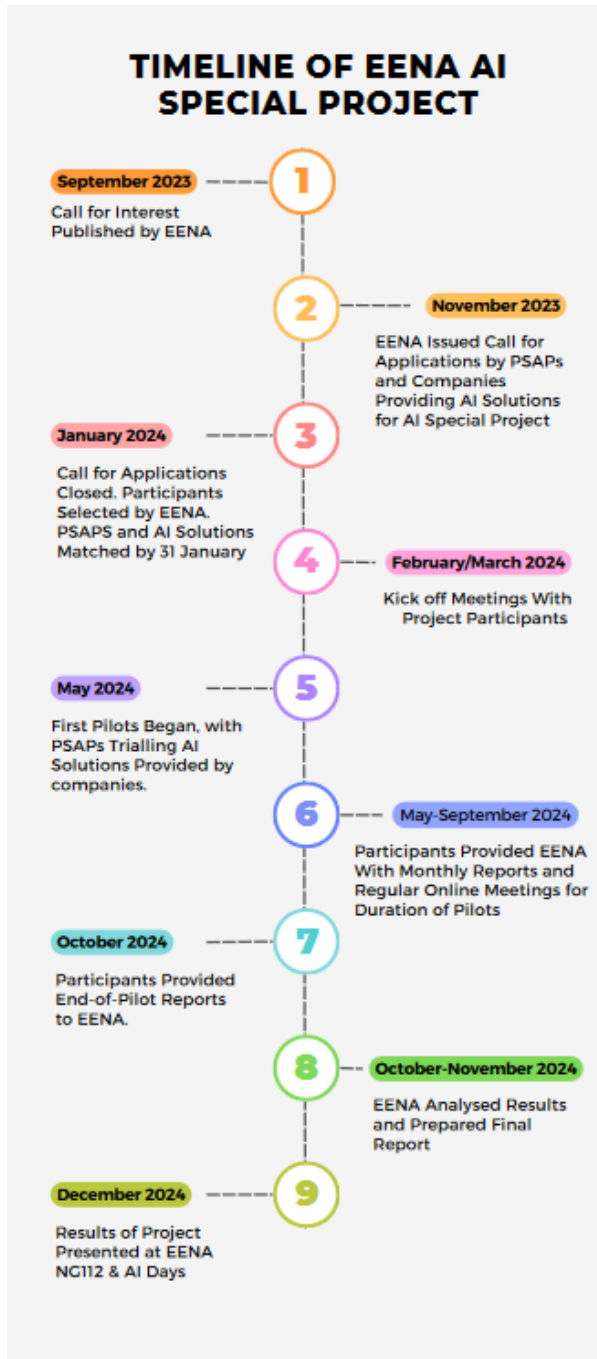 TIMELINE OF EENA AI
SPECIAL PROJECT
1
September 2023
Call for Interest
Published by EENA
2
November 2023
EENA Issued Call for
Applications by PSAPs
and Companies
Providing AI Solutions
for AI Special Project
3
January 2024
Call for Applications
Closed. Participants
Selected by EENA.
PSAPS and AI Solutions
Matched by 31 January
4
February/March 2024
Kick off Meetings With
Project Participants
5
May 2024
First Pilots Began, with
PSAPs Trialling AI
Solutions Provided by
companies.
6
May-September 2024
Participants Provided EENA
With Monthly Reports and
Regular Online Meetings for
Duration of Pilots
7
October 2024
Participants Provided
End-of-Pilot Reports
to EENA.
8
October-November 2024
EENA Analysed Results
and Prepared Final
Report
9
December 2024
Results of Project
Presented at EENA
NG112 & AI Days